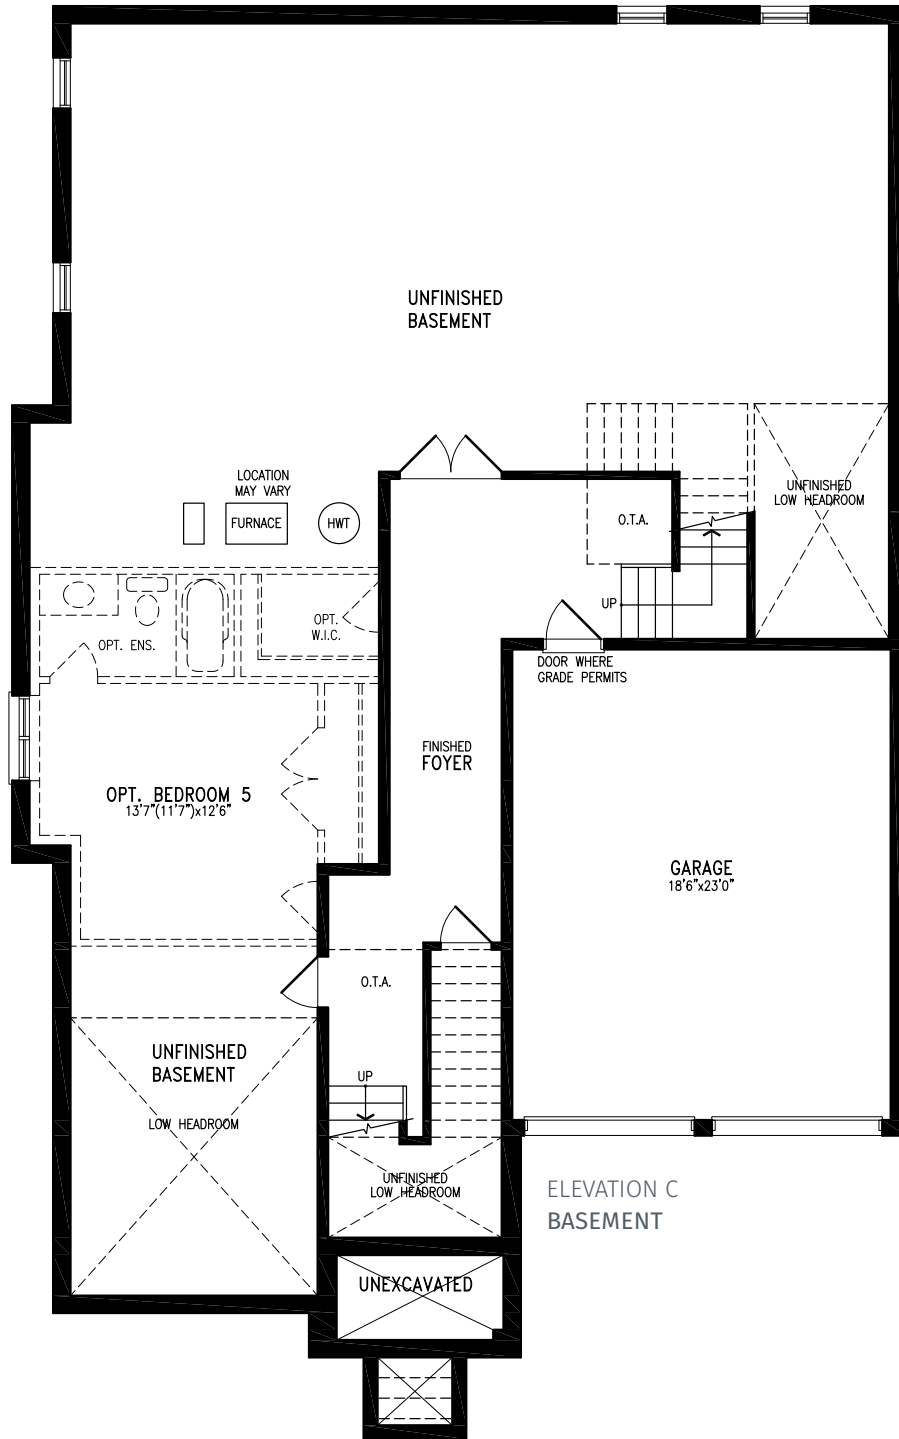 UNFINISHED
BASEMENT
LOCATION
MAY VARY
FURNACE
HWT
UNFINISHED
LOW HEADROOM
O.T.A.
UP
OPT.
W.I.C.
OPT. ENS.
DOOR WHERE
GRADE PERMITS
FINISHED
FOYER
OPT. BEDROOM 5
13'7"(11'7")x12'6"
GARAGE
18'6"x23'0"
O.T.A.
UNFINISHED
BASEMENT
LOW HEADROOM
UP
UNFINISHED
LOW HEADROOM
ELEVATION C
BASEMENT
UNEXCAVATED